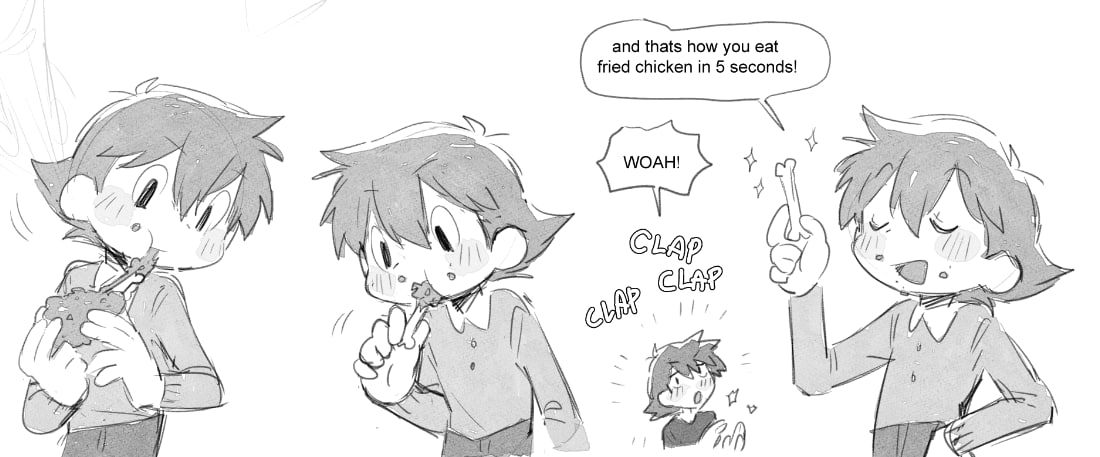 and thats how you eat
fried chicken in 5 seconds!
WOAH!
CLAP
CLAP
CLAP